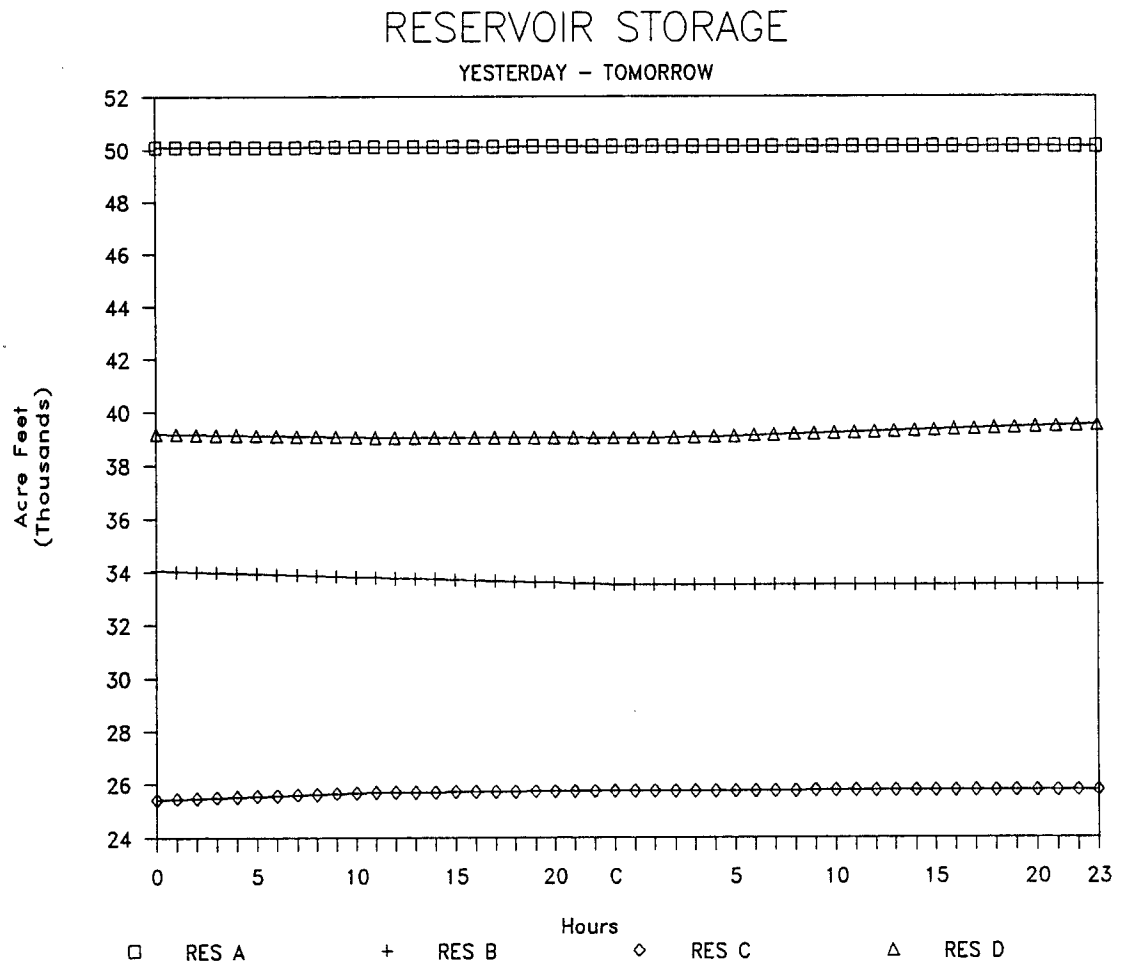 RESERVOIR STORAGE
YESTERDAY - TOMORROW
Acre Feet
(Thousands)
52
50
48
46
44
42
40
38
36
34
32
30
28
26
24
0 5 10 15 20 C 5 10 15 20 23
Hours
RES A RES B RES C RES D